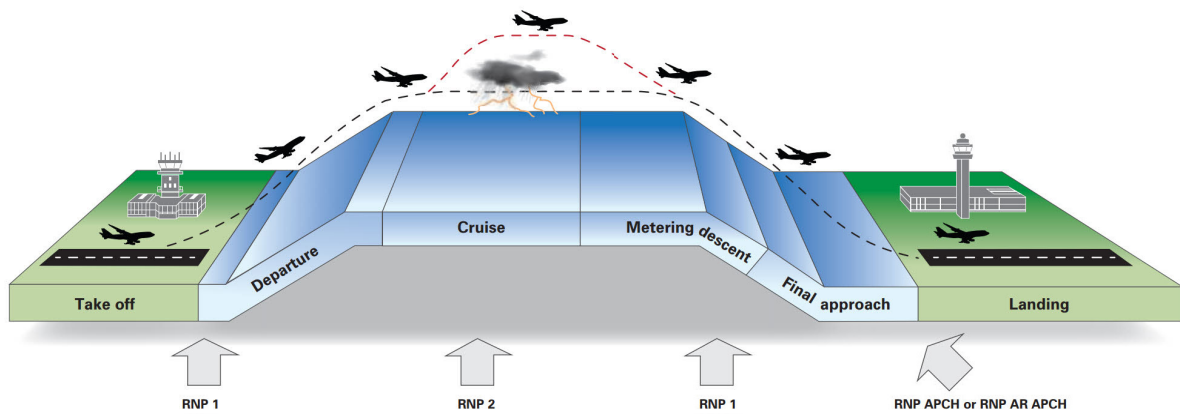 Take off
Departure
Cruise
Metering descent
Final approach
Landing
RNP 1
RNP 2
RNP 1
RNP APCH or RNP AR APCH